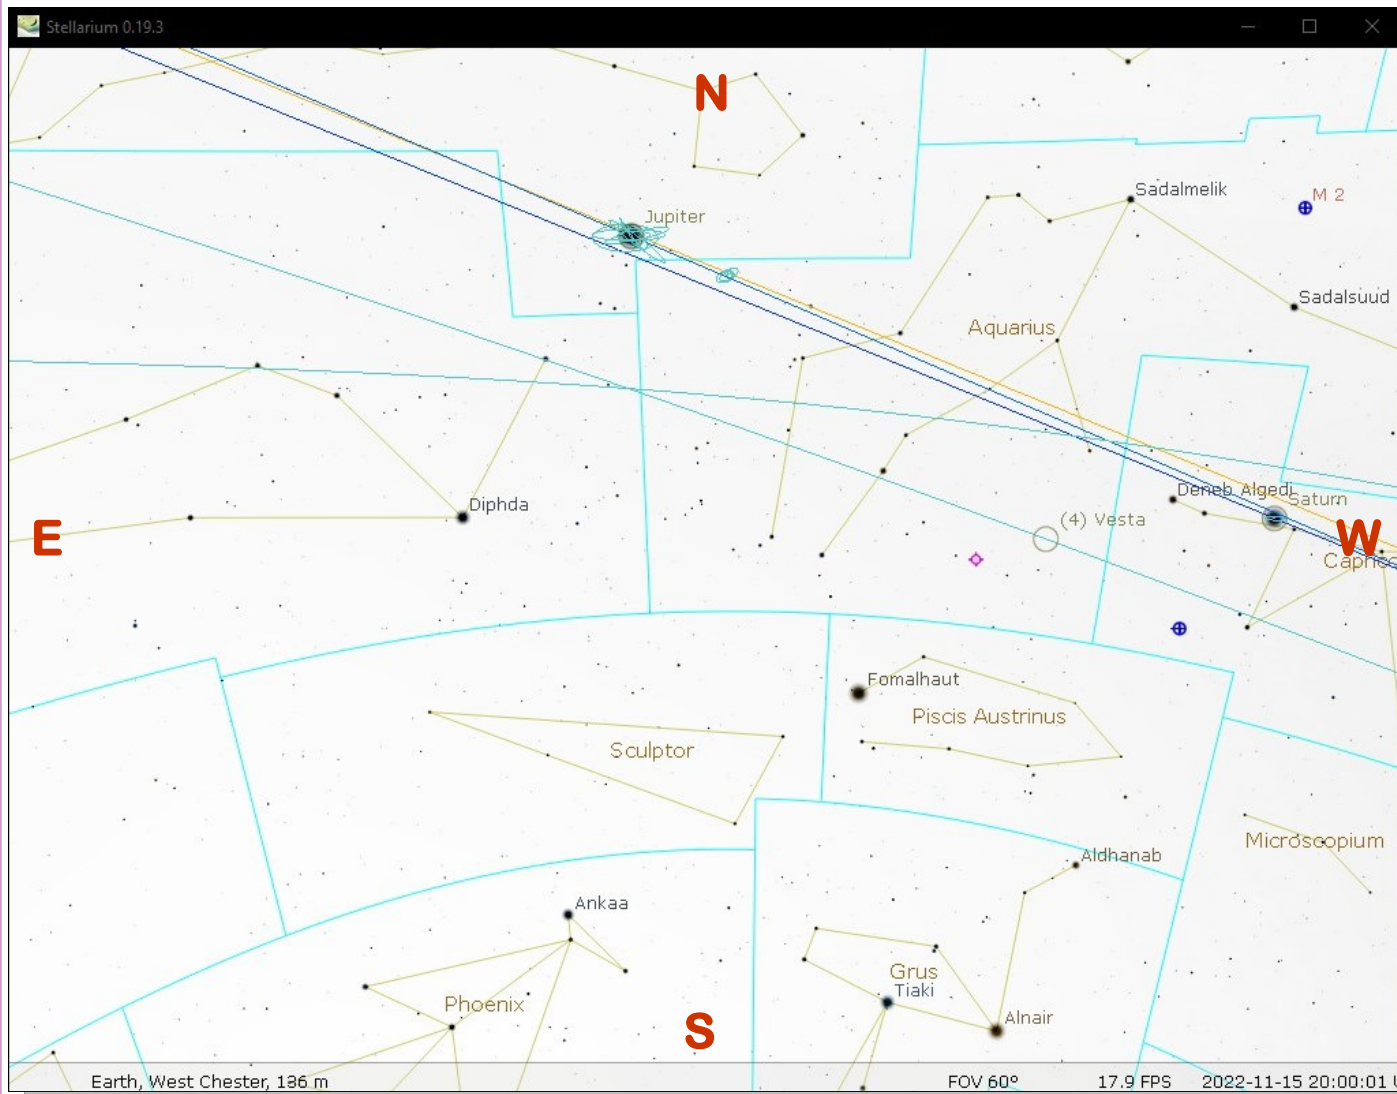 Stellarium 0.19.3
N
Sadalmelik
M 2
Jupiter
Sadalsuud
Aquarius
Deneb Algedi
Saturn
Diphda
(4) Vesta
E
W
Fomalhaut
Piscis Austrinus
Sculptor
Microscopium
Aldhanab
Ankaa
Grus
Tiaki
Phoenix
Alnair
S
Earth, West Chester, 136 m
FOV 60°
17.9 FPS
2022-11-15 20:00:01